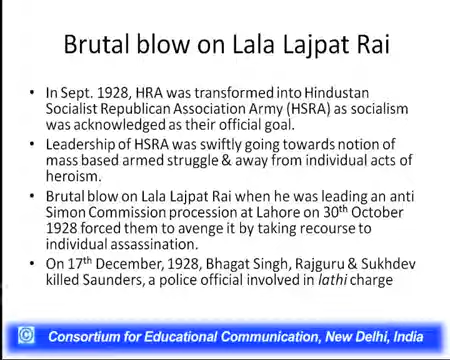 Brutal blow on Lala Lajpat Rai
• In Sept. 1928, HRA was transformed into Hindustan
Socialist Republican Association Army (HSRA) as socialism
was acknowledged as their official goal.
• Leadership of HSRA was swiftly going towards notion of
mass based armed struggle & away from individual acts of
heroism.
• Brutal blow on Lala Lajpat Rai when he was leading an anti
Simon Commission procession at Lahore on 30th October
1928 forced them to avenge it by taking recourse to
individual assassination.
• On 17th December, 1928, Bhagat Singh, Rajguru & Sukhdev
killed Saunders, a police official involved in lathi charge
© Consortium for Educational Communication, New Delhi, India